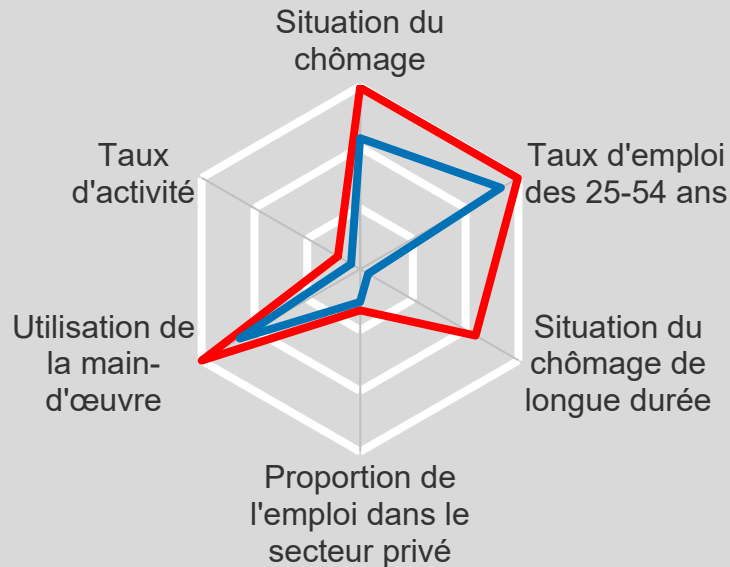 Situation du
chômage
Taux d'emploi
des 25-54 ans
Situation du
chômage de
longue durée
Proportion de
l'emploi dans le
secteur privé
Utilisation de
la main-
d'œuvre
Taux
d'activité